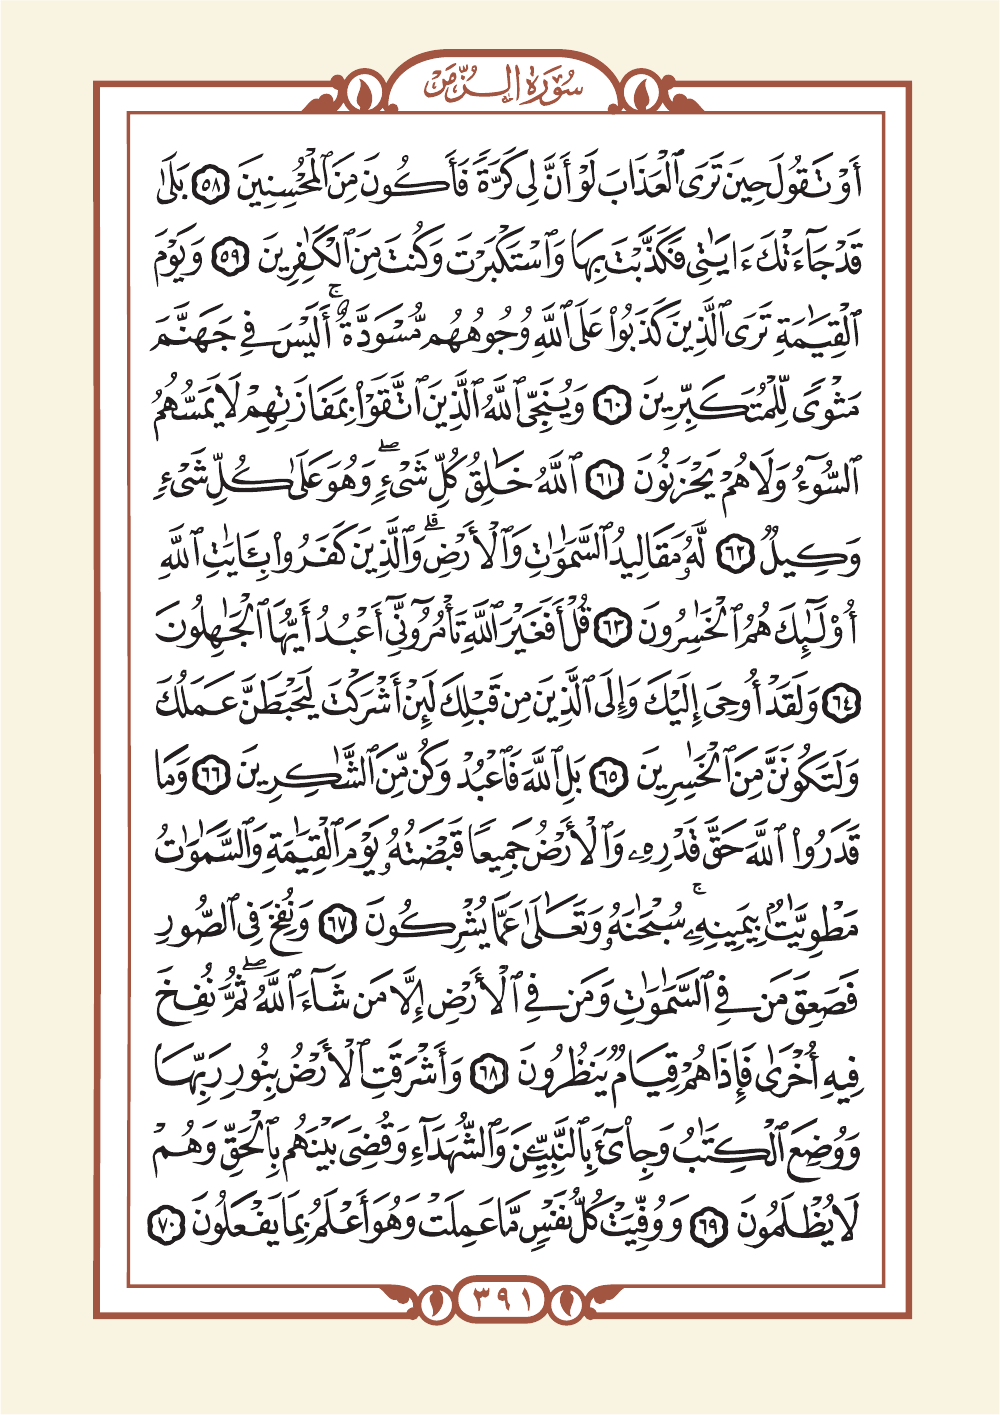 سُورَةُ الزُّمَر
أَوْ تَقُولَ حِينَ تَرَى ٱلْعَذَابَ لَوْ أَنَّ لِى كَرَّةً فَأَكُونَ مِنَ ٱلْمُحْسِنِينَ ٥٨ بَلَىٰ
قَدْ جَآءَتْكَ ءَايَٰتِى فَكَذَّبْتَ بِهَا وَٱسْتَكْبَرْتَ وَكُنتَ مِنَ ٱلْكَٰفِرِينَ ٥٩ وَيَوْمَ
ٱلْقِيَٰمَةِ تَرَى ٱلَّذِينَ كَذَبُوا۟ عَلَى ٱللَّهِ وُجُوهُهُم مُّسْوَدَّةٌ ۚ أَلَيْسَ فِى جَهَنَّمَ
مَثْوًى لِّلْمُتَكَبِّرِينَ ٦٠ وَيُنَجِّى ٱللَّهُ ٱلَّذِينَ ٱتَّقَوْا۟ بِمَفَازَتِهِمْ لَا يَمَسُّهُمُ
ٱلسُّوٓءُ وَلَا هُمْ يَحْزَنُونَ ٦١ ٱللَّهُ خَٰلِقُ كُلِّ شَىْءٍ ۖ وَهُوَ عَلَىٰ كُلِّ شَىْءٍ
وَكِيلٌ ٦٢ لَّهُۥ مَقَالِيدُ ٱلسَّمَٰوَٰتِ وَٱلْأَرْضِ ۗ وَٱلَّذِينَ كَفَرُوا۟ بِـَٔايَٰتِ ٱللَّهِ
أُو۟لَٰٓئِكَ هُمُ ٱلْخَٰسِرُونَ ٦٣ قُلْ أَفَغَيْرَ ٱللَّهِ تَأْمُرُوٓنِّىٓ أَعْبُدُ أَيُّهَا ٱلْجَٰهِلُونَ
٦٤ وَلَقَدْ أُوحِىَ إِلَيْكَ وَإِلَى ٱلَّذِينَ مِن قَبْلِكَ لَئِنْ أَشْرَكْتَ لَيَحْبَطَنَّ عَمَلُكَ
وَلَتَكُونَنَّ مِنَ ٱلْخَٰسِرِينَ ٦٥ بَلِ ٱللَّهَ فَٱعْبُدْ وَكُن مِّنَ ٱلشَّٰكِرِينَ ٦٦ وَمَا
قَدَرُوا۟ ٱللَّهَ حَقَّ قَدْرِهِۦ وَٱلْأَرْضُ جَمِيعًا قَبْضَتُهُۥ يَوْمَ ٱلْقِيَٰمَةِ وَٱلسَّمَٰوَٰتُ
مَطْوِيَّٰتٌۢ بِيَمِينِهِۦ ۚ سُبْحَٰنَهُۥ وَتَعَٰلَىٰ عَمَّا يُشْرِكُونَ ٦٧ وَنُفِخَ فِى ٱلصُّورِ
فَصَعِقَ مَن فِى ٱلسَّمَٰوَٰتِ وَمَن فِى ٱلْأَرْضِ إِلَّا مَن شَآءَ ٱللَّهُ ۖ ثُمَّ نُفِخَ
فِيهِ أُخْرَىٰ فَإِذَا هُمْ قِيَامٌ يَنظُرُونَ ٦٨ وَأَشْرَقَتِ ٱلْأَرْضُ بِنُورِ رَبِّهَا
وَوُضِعَ ٱلْكِتَٰبُ وَجِا۟ىٓءَ بِٱلنَّبِيِّـۧنَ وَٱلشُّهَدَآءِ وَقُضِىَ بَيْنَهُم بِٱلْحَقِّ وَهُمْ
لَا يُظْلَمُونَ ٦٩ وَوُفِّيَتْ كُلُّ نَفْسٍ مَّا عَمِلَتْ وَهُوَ أَعْلَمُ بِمَا يَفْعَلُونَ ٧٠
٣٩١